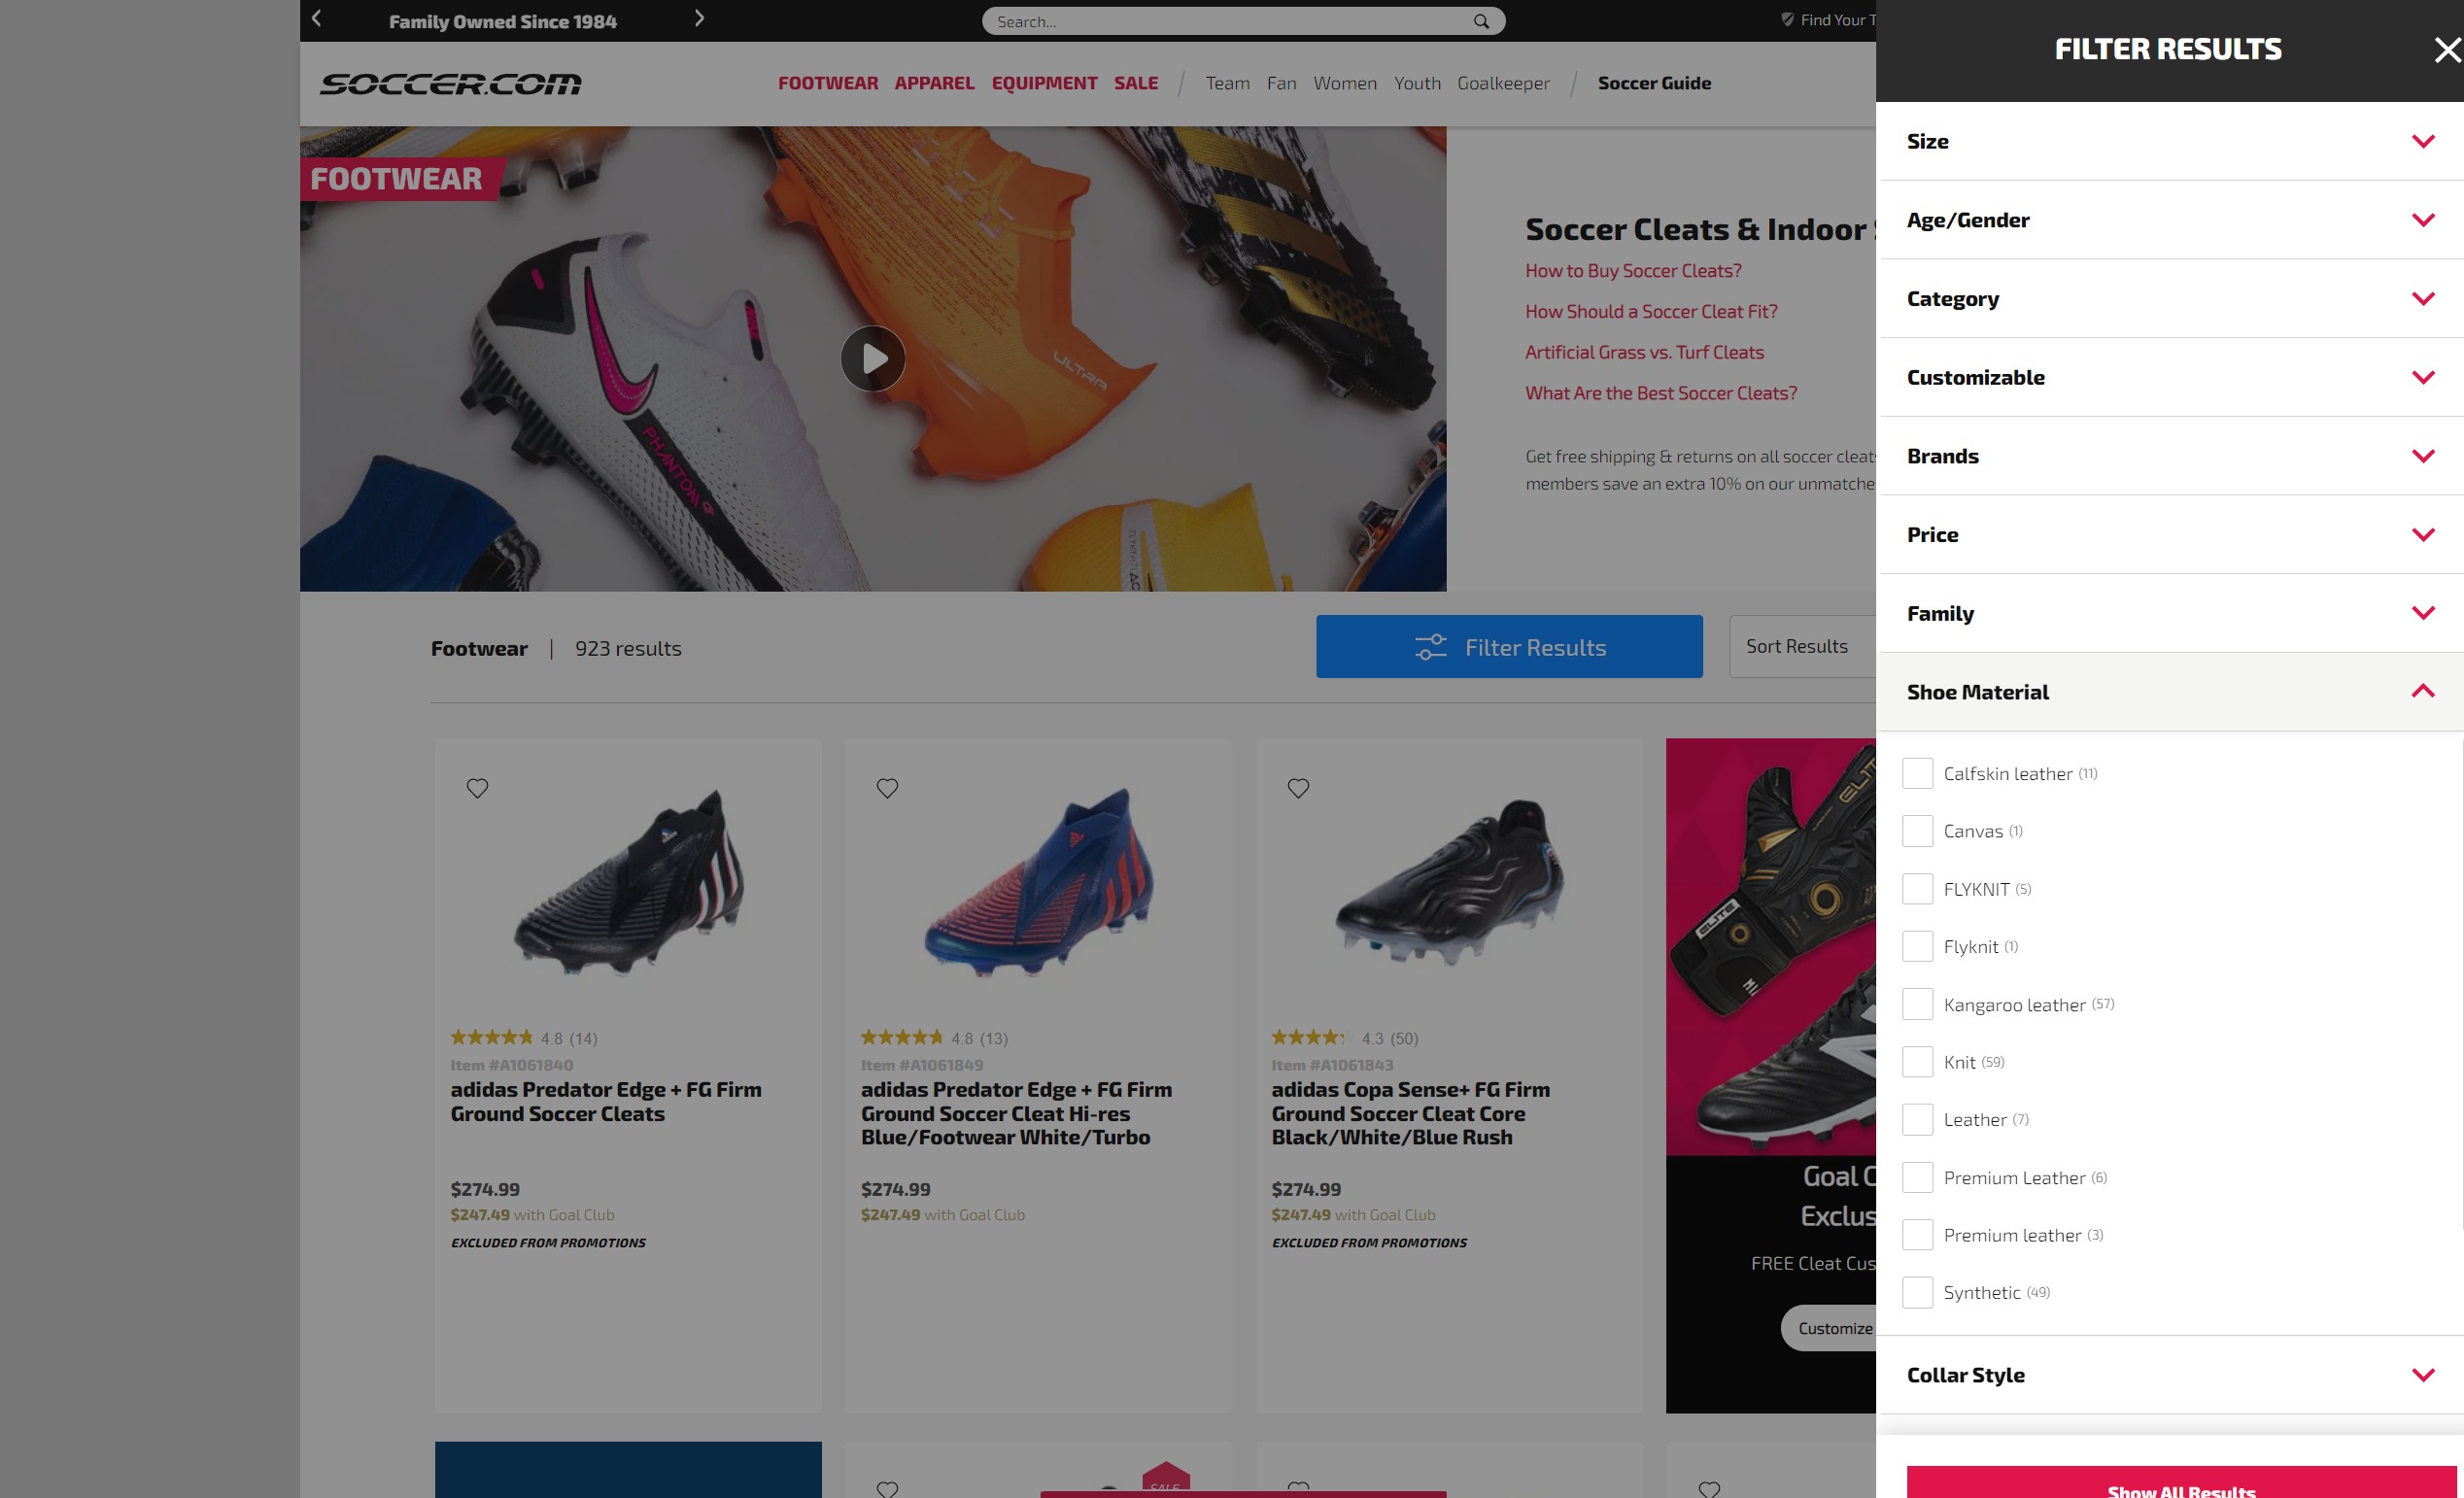 Family Owned Since 1984
Search...
Find Your T
SOCCER.COM
FOOTWEAR APPAREL EQUIPMENT SALE / Team Fan Women Youth Goalkeeper / Soccer Guide
FOOTWEAR
PHANTOM GT
ULTRA
Soccer Cleats & Indoor S
How to Buy Soccer Cleats?
How Should a Soccer Cleat Fit?
Artificial Grass vs. Turf Cleats
What Are the Best Soccer Cleats?
Get free shipping & returns on all soccer cleat
members save an extra 10% on our unmatche
Footwear | 923 results
Filter Results
Sort Results
4.8 (14)
Item #A1061840
adidas Predator Edge + FG Firm
Ground Soccer Cleats
$274.99
$247.49 with Goal Club
EXCLUDED FROM PROMOTIONS
4.8 (13)
Item #A1061849
adidas Predator Edge + FG Firm
Ground Soccer Cleat Hi-res
Blue/Footwear White/Turbo
$274.99
$247.49 with Goal Club
4.3 (50)
Item #A1061843
adidas Copa Sense+ FG Firm
Ground Soccer Cleat Core
Black/White/Blue Rush
$274.99
$247.49 with Goal Club
EXCLUDED FROM PROMOTIONS
ELITE
ELITE
Goal C
Exclus
FREE Cleat Cus
Customize
SALE
FILTER RESULTS
Size
Age/Gender
Category
Customizable
Brands
Price
Family
Shoe Material
Calfskin leather (11)
Canvas (1)
FLYKNIT (5)
Flyknit (1)
Kangaroo leather (57)
Knit (59)
Leather (7)
Premium Leather (6)
Premium leather (3)
Synthetic (49)
Collar Style
Show All Results